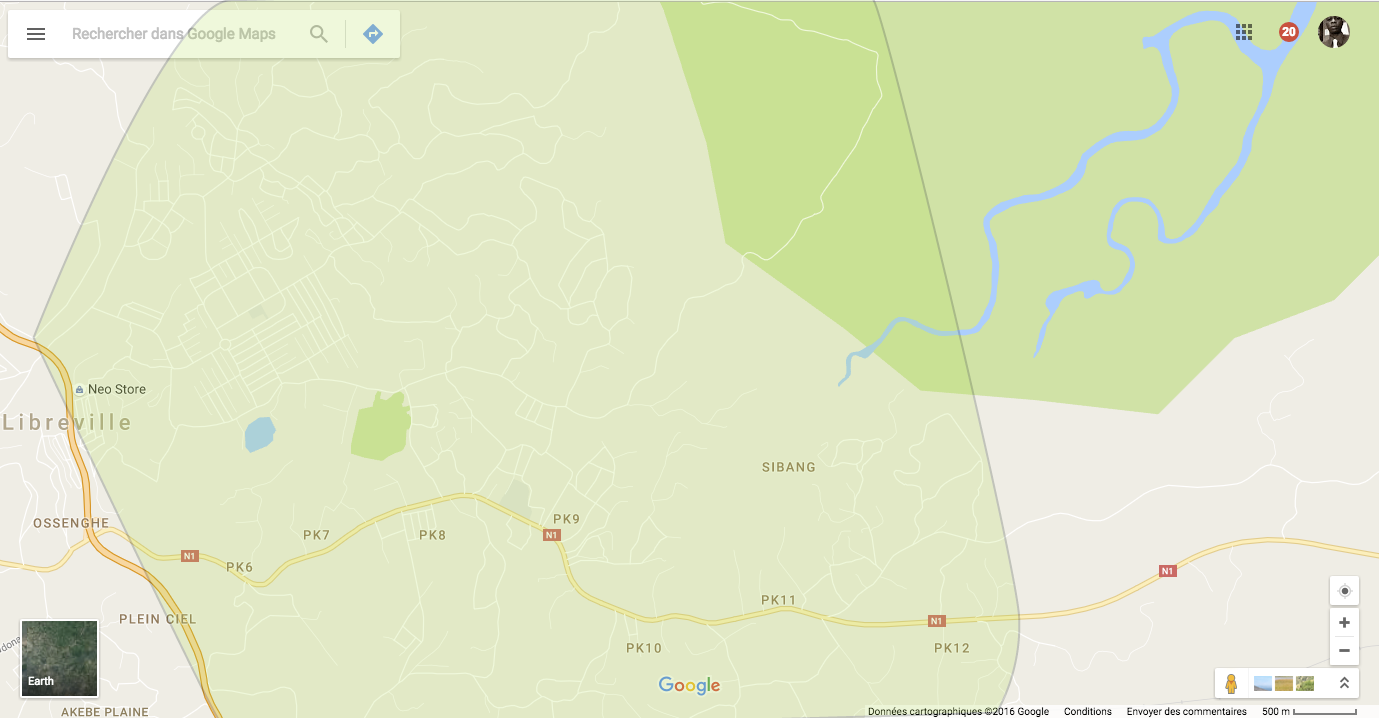 Rechercher dans Google Maps
20
Neo Store
Libreville
SIBANG
OSSENGHE
PK9
N1
PK7
PK8
N1
PK6
N1
PK11
PLEIN CIEL
N1
PK10
PK12
Earth
Google
AKEBE PLAINE
Données cartographiques ©2016 Google Conditions Envoyer des commentaires 500 m